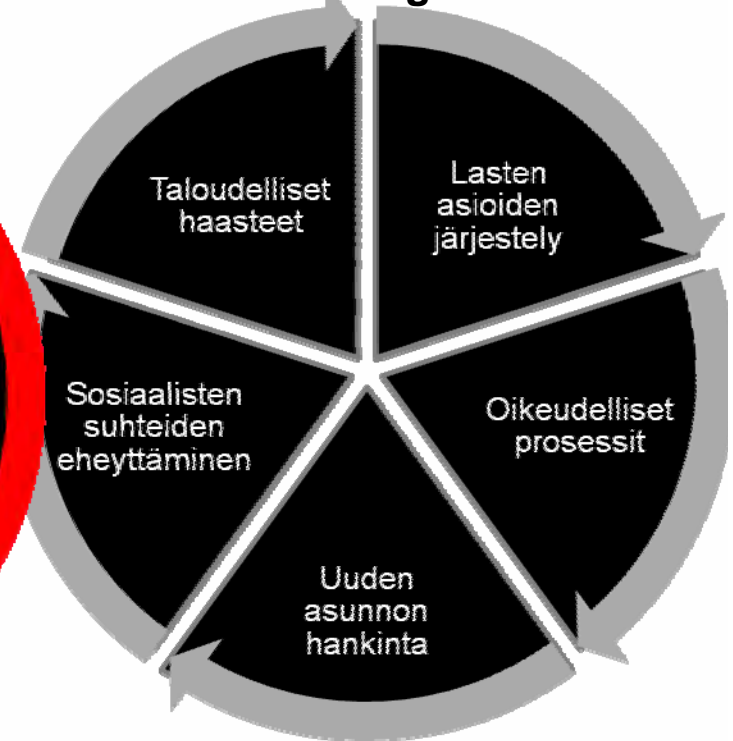 g
Taloudelliset
haasteet
Lasten
asioiden
järjestely
Oikeudelliset
prosessit
Uuden
asunnon
hankinta
Sosiaalisten
suhteiden
eheyttäminen